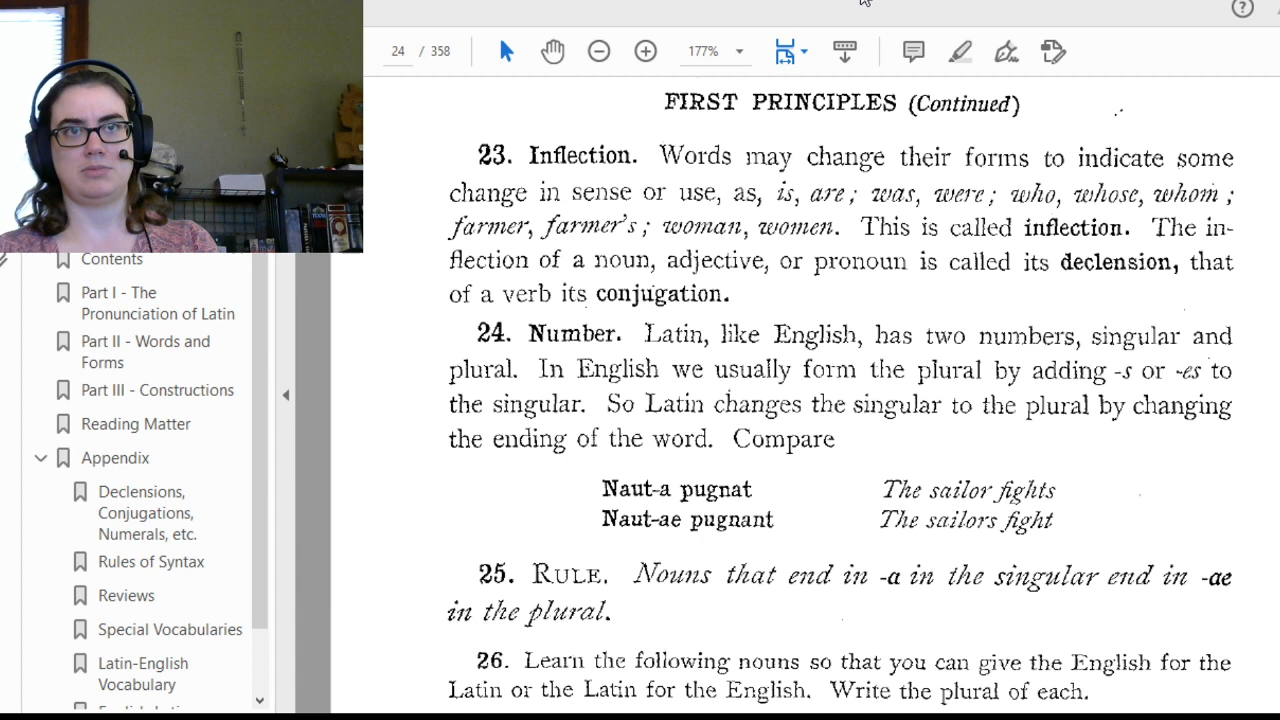 24 / 358
177%
Contents
Part I - The
Pronunciation of Latin
Part II - Words and
Forms
Part III - Constructions
Reading Matter
Appendix
Declensions,
Conjugations,
Numerals, etc.
Rules of Syntax
Reviews
Special Vocabularies
Latin-English
Vocabulary
FIRST PRINCIPLES (Continued)
23. Inflection. Words may change their forms to indicate some
change in sense or use, as, is, are; was, were; who, whose, whom;
farmer, farmer's; woman, women. This is called inflection. The in-
flection of a noun, adjective, or pronoun is called its declension, that
of a verb its conjugation.
24. Number. Latin, like English, has two numbers, singular and
plural. In English we usually form the plural by adding -s or -es to
the singular. So Latin changes the singular to the plural by changing
the ending of the word. Compare
Naut-a pugnat The sailor fights
Naut-ae pugnant The sailors fight
25. RULE. Nouns that end in -a in the singular end in -ae
in the plural.
26. Learn the following nouns so that you can give the English for the
Latin or the Latin for the English. Write the plural of each.